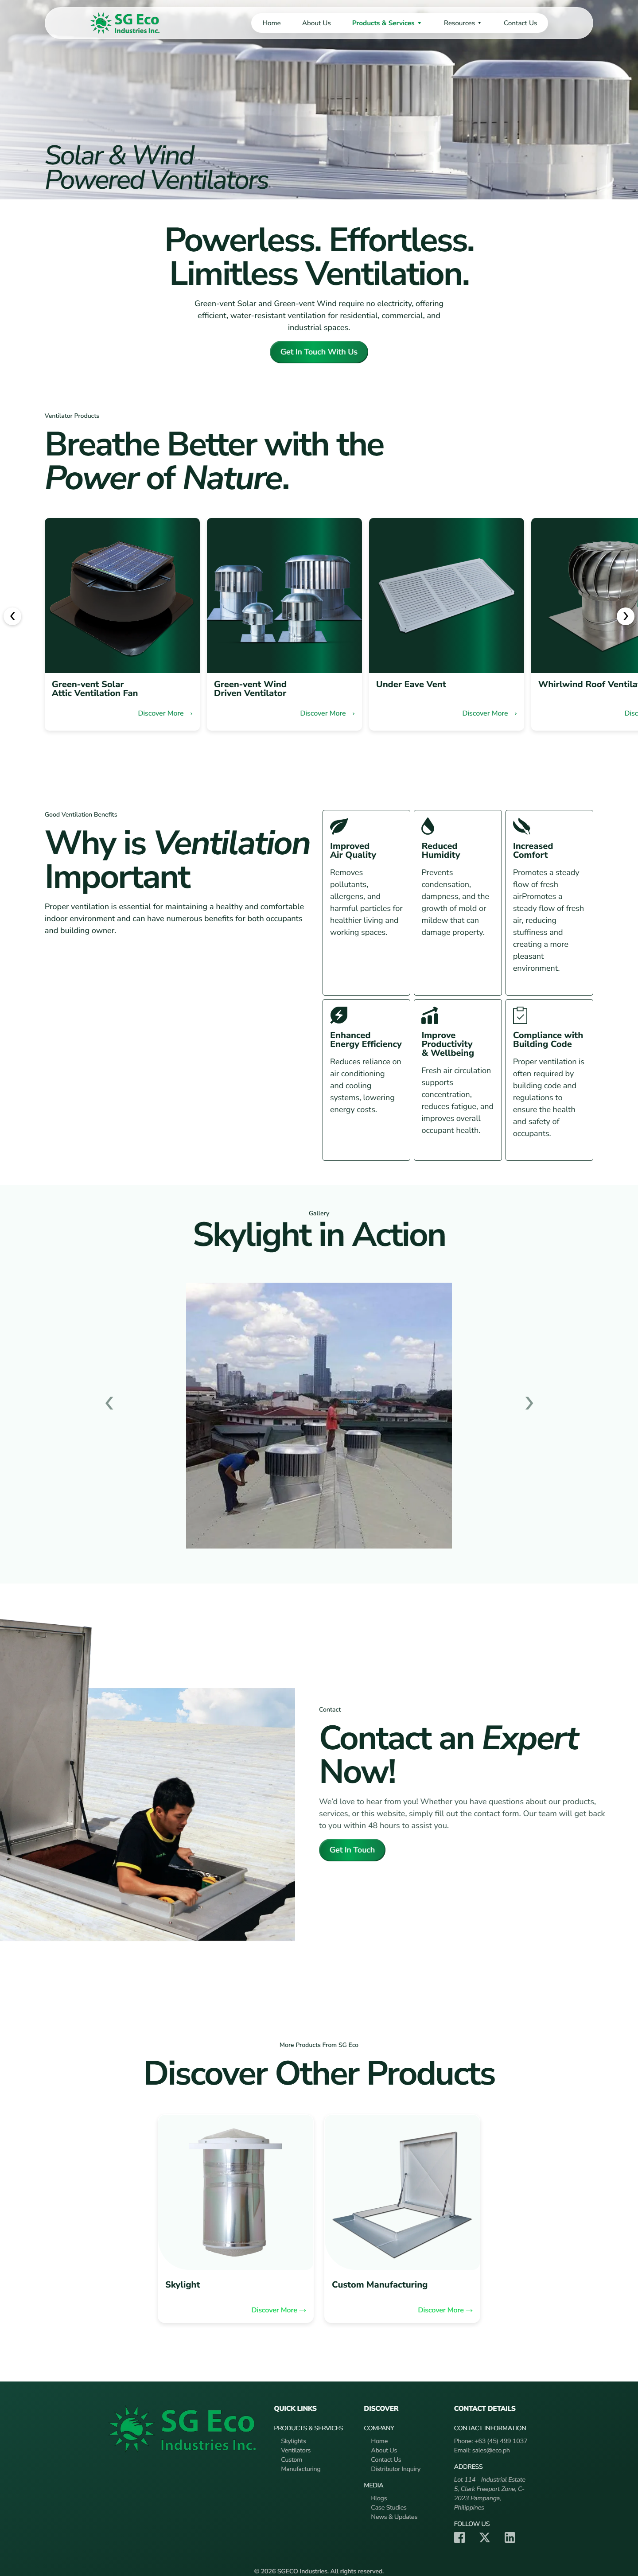 SG Eco
Industries Inc.
Home
About Us
Products & Services
Resources
Contact Us
Solar & Wind
Powered Ventilators
Powerless. Effortless.
Limitless Ventilation.
Green-vent Solar and Green-vent Wind require no electricity, offering
efficient, water-resistant ventilation for residential, commercial, and
industrial spaces.
Get In Touch With Us
Ventilator Products
Breathe Better with the
Power of Nature.
Green-vent Solar
Attic Ventilation Fan
Discover More →
Green-vent Wind
Driven Ventilator
Discover More →
Under Eave Vent
Discover More →
Whirlwind Roof Ventila
Disc
Good Ventilation Benefits
Why is Ventilation
Important
Proper ventilation is essential for maintaining a healthy and comfortable
indoor environment and can have numerous benefits for both occupants
and building owner.
Improved
Air Quality
Removes
pollutants,
allergens, and
harmful particles for
healthier living and
working spaces.
Reduced
Humidity
Prevents
condensation,
dampness, and the
growth of mold or
mildew that can
damage property.
Increased
Comfort
Promotes a steady
flow of fresh
airPromotes a
steady flow of fresh
air, reducing
stuffiness and
creating a more
pleasant
environment.
Enhanced
Energy Efficiency
Reduces reliance on
air conditioning
and cooling
systems, lowering
energy costs.
Improve
Productivity
& Wellbeing
Fresh air circulation
supports
concentration,
reduces fatigue, and
improves overall
occupant health.
Compliance with
Building Code
Proper ventilation is
often required by
building code and
regulations to
ensure the health
and safety of
occupants.
Gallery
Skylight in Action
Contact
Contact an Expert
Now!
We'd love to hear from you! Whether you have questions about our products,
services, or this website, simply fill out the contact form. Our team will get back
to you within 48 hours to assist you.
Get In Touch
More Products From SG Eco
Discover Other Products
Skylight
Discover More →
Custom Manufacturing
Discover More →
SG Eco
Industries Inc.
QUICK LINKS
PRODUCTS & SERVICES
Skylights
Ventilators
Custom
Manufacturing
DISCOVER
COMPANY
Home
About Us
Contact Us
Distributor Inquiry
MEDIA
Blogs
Case Studies
News & Updates
CONTACT DETAILS
CONTACT INFORMATION
Phone: +63 (45) 499 1037
Email: sales@eco.ph
ADDRESS
Lot 114 - Industrial Estate
5, Clark Freeport Zone, C-
2023 Pampanga,
Philippines
FOLLOW US
© 2026 SGECO Industries. All rights reserved.